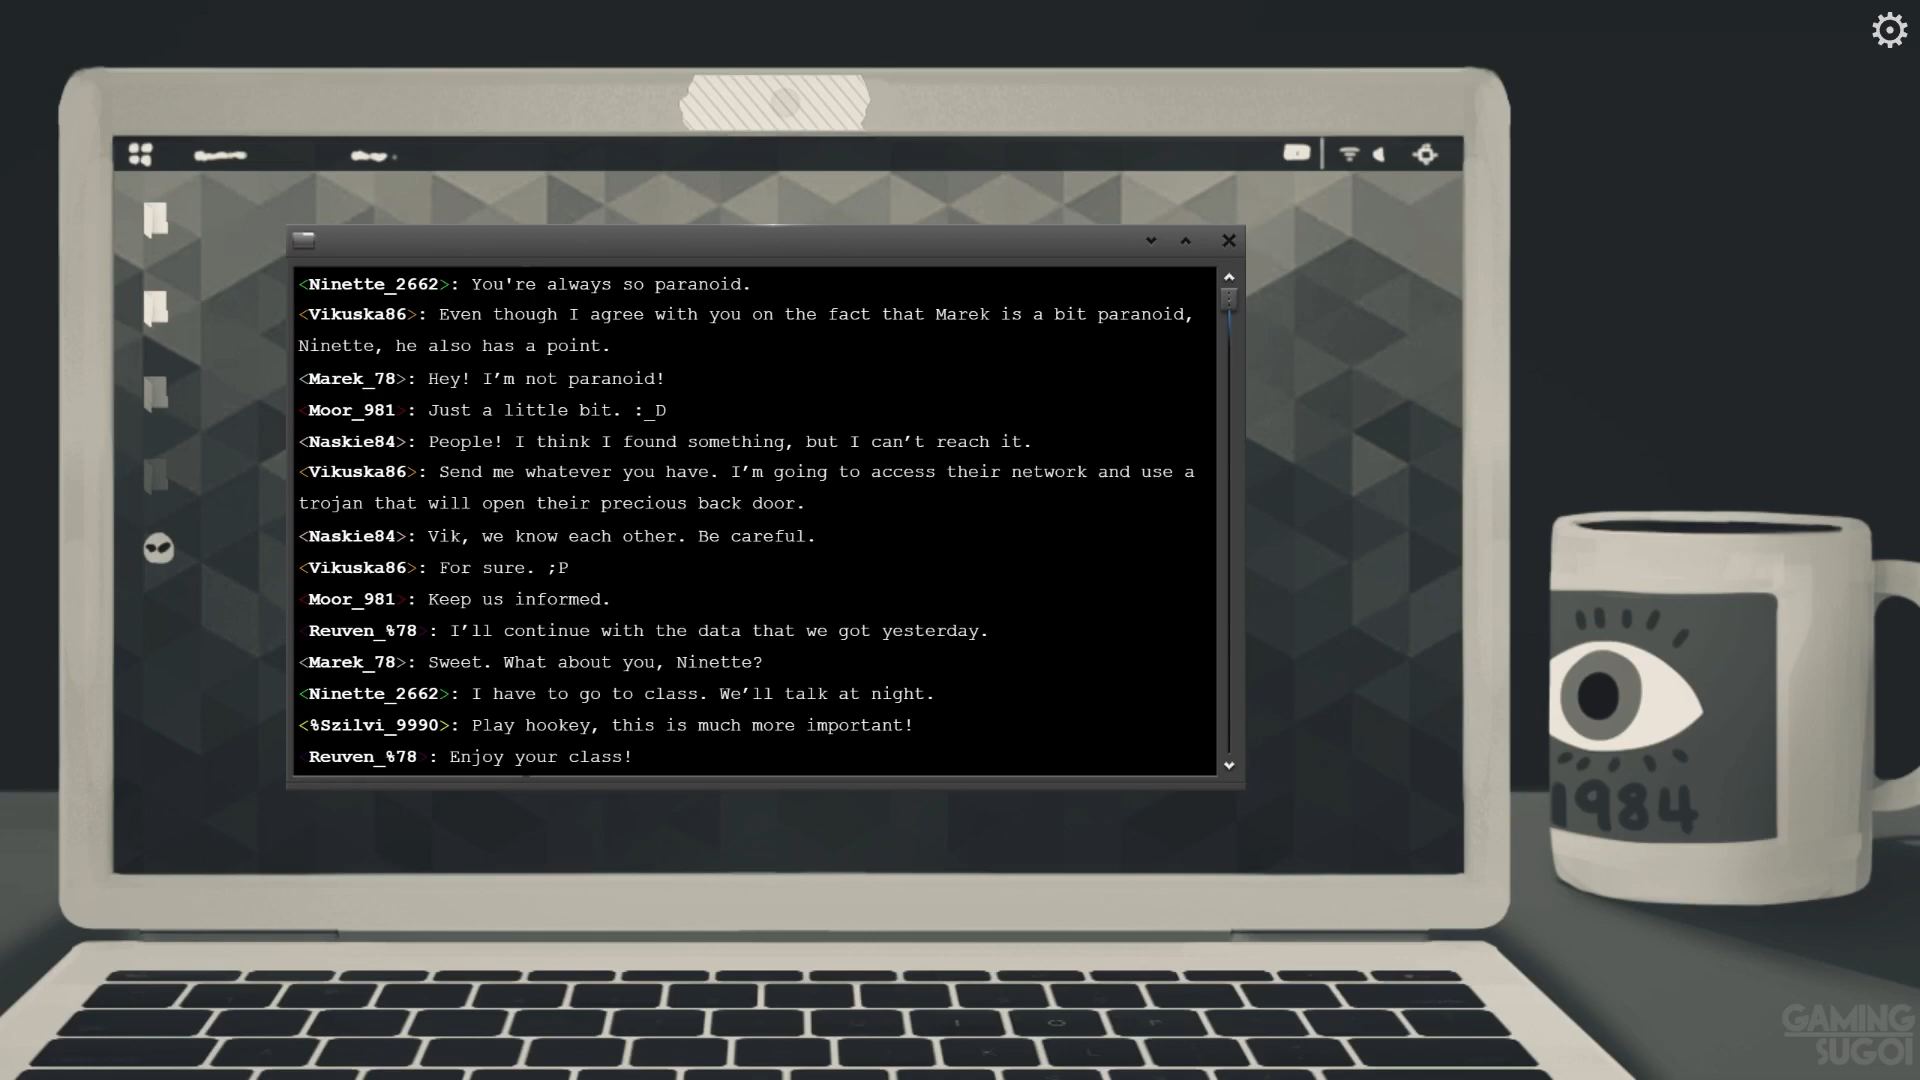 <Ninette_2662>: You're always so paranoid.
<Vikuska86>: Even though I agree with you on the fact that Marek is a bit paranoid,
Ninette, he also has a point.
<Marek_78>: Hey! I’m not paranoid!
<Moor_981>: Just a little bit. :_D
<Naskie84>: People! I think I found something, but I can’t reach it.
<Vikuska86>: Send me whatever you have. I’m going to access their network and use a
trojan that will open their precious back door.
<Naskie84>: Vik, we know each other. Be careful.
<Vikuska86>: For sure. ;P
<Moor_981>: Keep us informed.
<Reuven_%78>: I’ll continue with the data that we got yesterday.
<Marek_78>: Sweet. What about you, Ninette?
<Ninette_2662>: I have to go to class. We’ll talk at night.
<%Szilvi_9990>: Play hookey, this is much more important!
<Reuven_%78>: Enjoy your class!
1984
GAMING
SUGOI